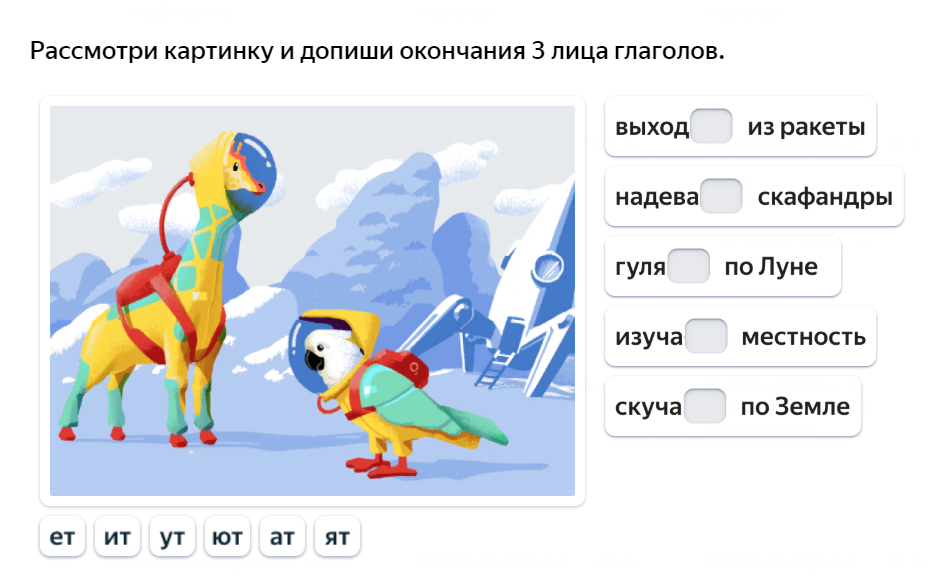 Рассмотри картинку и допиши окончания 3 лица глаголов.
выход из ракеты
надева скафандры
гуля по Луне
изуча местность
скуча по Земле
ет ит ут ют ат ят